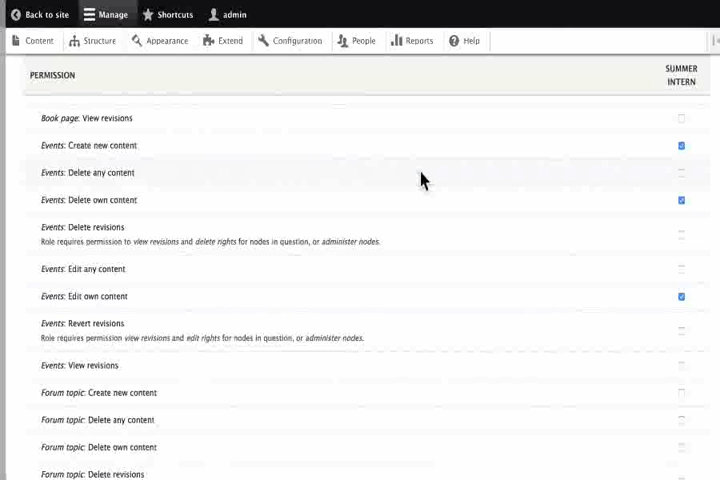 Back to site Manage Shortcuts admin
Content Structure Appearance Extend Configuration People Reports Help
PERMISSION SUMMER INTERN
Book page: View revisions
Events: Create new content
Events: Delete any content
Events: Delete own content
Events: Delete revisions
Role requires permission to view revisions and delete rights for nodes in question, or administer nodes.
Events: Edit any content
Events: Edit own content
Events: Revert revisions
Role requires permission view revisions and edit rights for nodes in question, or administer nodes.
Events: View revisions
Forum topic: Create new content
Forum topic: Delete any content
Forum topic: Delete own content
Forum topic: Delete revisions